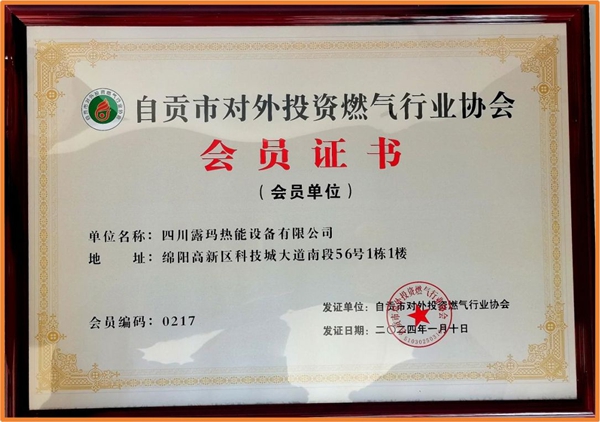 自贡市对外投资燃气行业协会
会员证书
（会员单位）
单位名称：四川露玛热能设备有限公司
地　　址：绵阳高新区科技城大道南段56号1栋1楼
会员编码：0217
发证单位：自贡市对外投资燃气行业协会
发证日期：二〇二四年一月十日